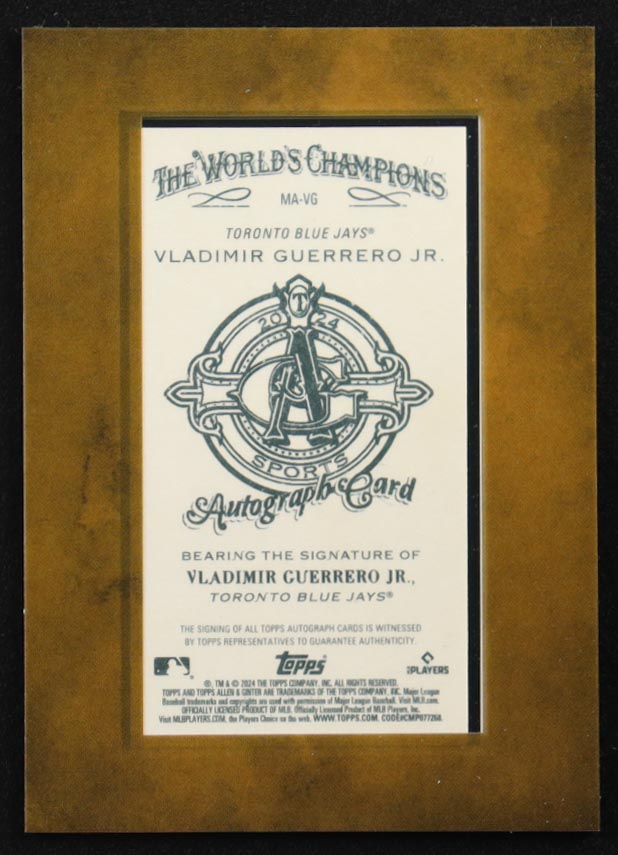 THE WORLD'S CHAMPIONS
MA-VG
TORONTO BLUE JAYS®
VLADIMIR GUERRERO JR.
T
2024
A&G
SPORTS
Autograph Card
BEARING THE SIGNATURE OF
VLADIMIR GUERRERO JR.,
TORONTO BLUE JAYS®
THE SIGNING OF ALL TOPPS AUTOGRAPH CARDS IS WITNESSED
BY TOPPS REPRESENTATIVES TO GUARANTEE AUTHENTICITY.
topps
PLAYERS
®, TM & © 2024 THE TOPPS COMPANY, INC. ALL RIGHTS RESERVED.
TOPPS AND TOPPS ALLEN & GINTER ARE TRADEMARKS OF THE TOPPS COMPANY, INC. Major League
Baseball trademarks and copyrights are used with permission of Major League Baseball. Visit MLB.com.
OFFICIALLY LICENSED PRODUCT OF MLB. Officially Licensed Product of MLB Players, Inc.
Visit MLBPLAYERS.COM, the Players Choice on the web. WWW.TOPPS.COM. CODE#CMP077268.